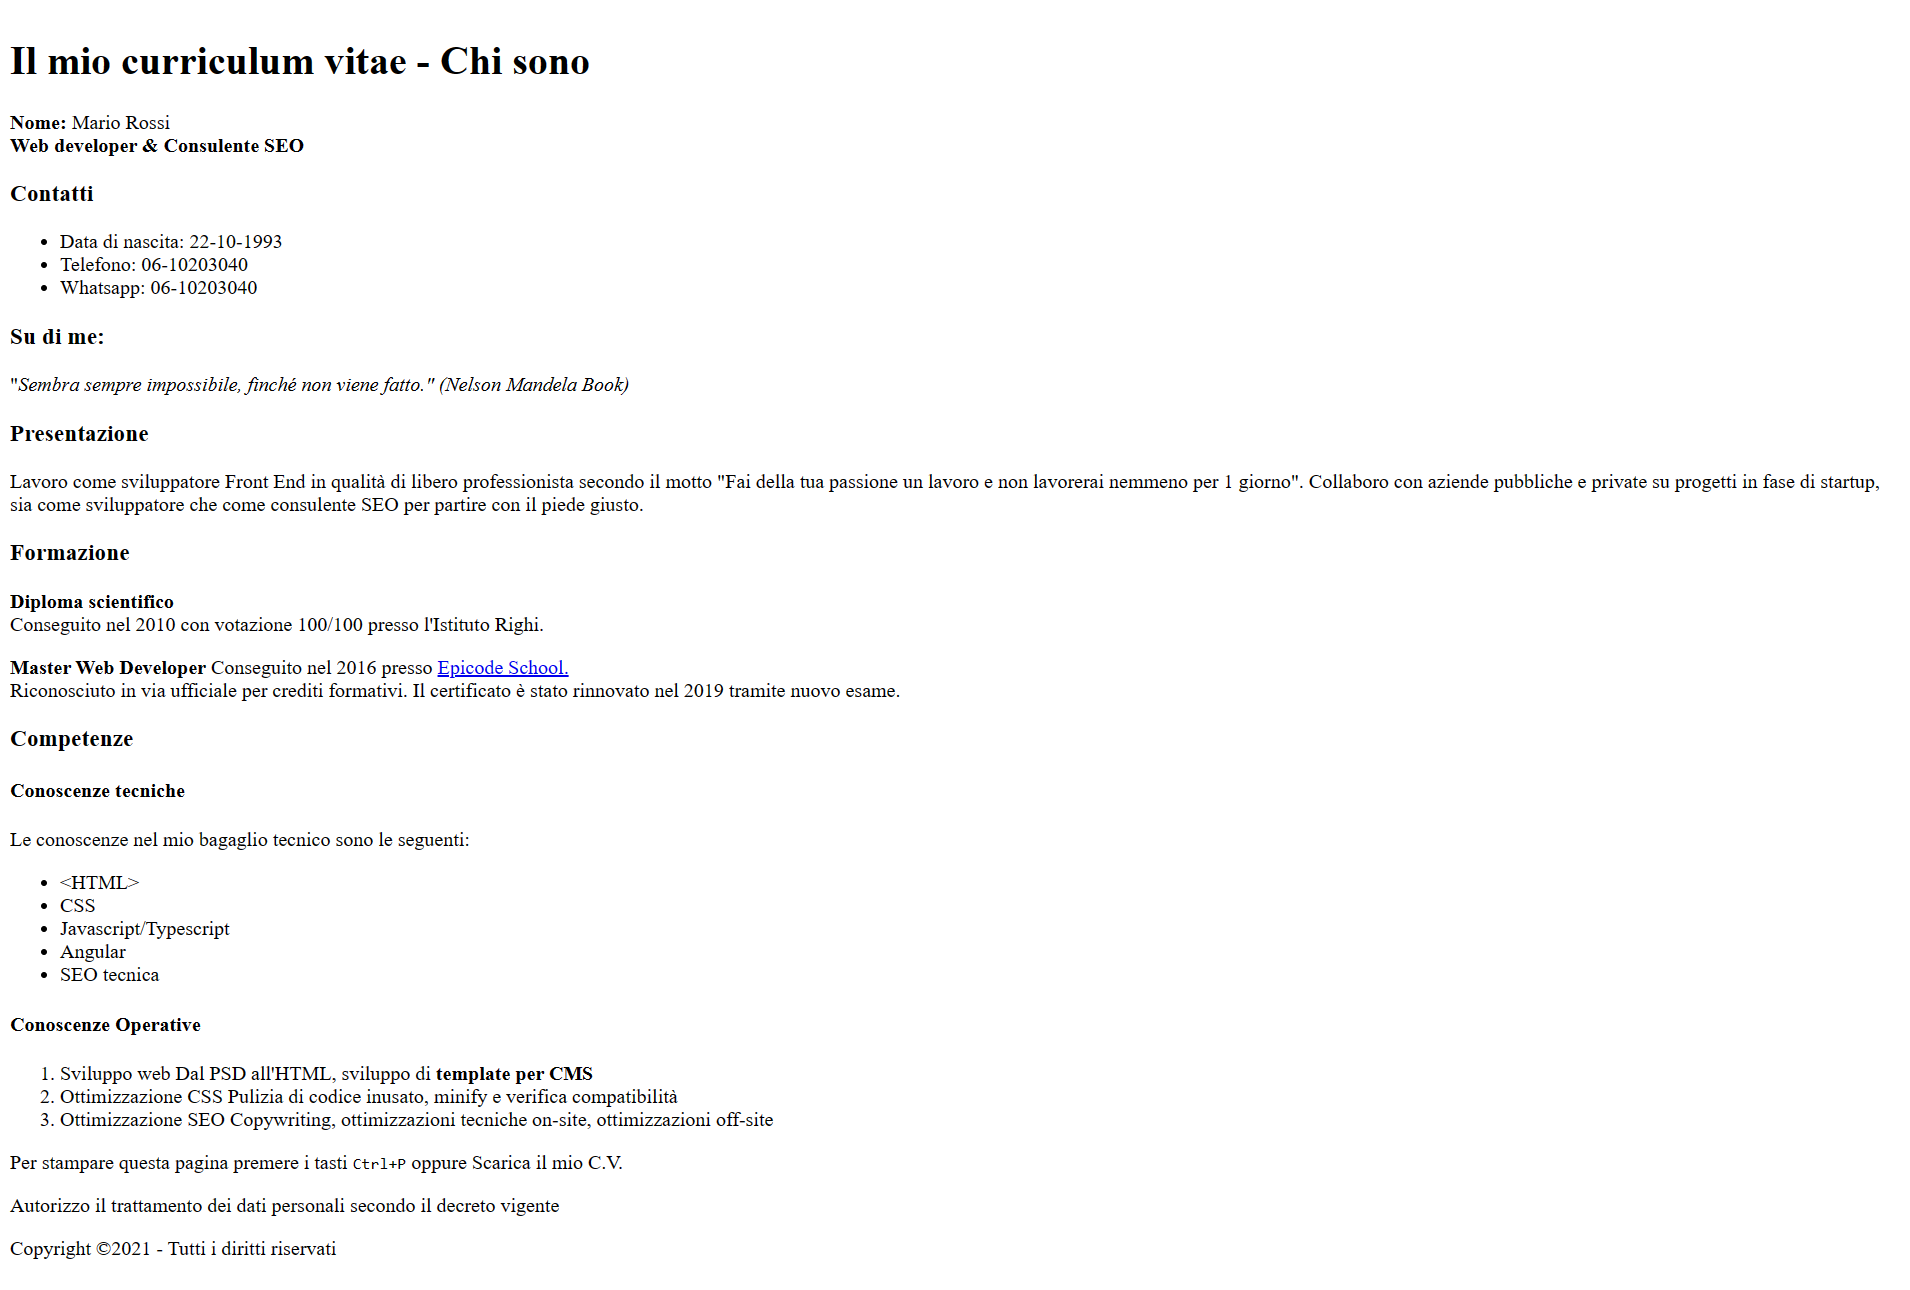 Il mio curriculum vitae - Chi sono
Nome: Mario Rossi
Web developer & Consulente SEO
Contatti
• Data di nascita: 22-10-1993
• Telefono: 06-10203040
• Whatsapp: 06-10203040
Su di me:
"Sembra sempre impossibile, finché non viene fatto." (Nelson Mandela Book)
Presentazione
Lavoro come sviluppatore Front End in qualità di libero professionista secondo il motto "Fai della tua passione un lavoro e non lavorerai nemmeno per 1 giorno". Collaboro con aziende pubbliche e private su progetti in fase di startup,
sia come sviluppatore che come consulente SEO per partire con il piede giusto.
Formazione
Diploma scientifico
Conseguito nel 2010 con votazione 100/100 presso l'Istituto Righi.
Master Web Developer Conseguito nel 2016 presso Epicode School.
Riconosciuto in via ufficiale per crediti formativi. Il certificato è stato rinnovato nel 2019 tramite nuovo esame.
Competenze
Conoscenze tecniche
Le conoscenze nel mio bagaglio tecnico sono le seguenti:
• <HTML>
• CSS
• Javascript/Typescript
• Angular
• SEO tecnica
Conoscenze Operative
1. Sviluppo web Dal PSD all'HTML, sviluppo di template per CMS
2. Ottimizzazione CSS Pulizia di codice inusato, minify e verifica compatibilità
3. Ottimizzazione SEO Copywriting, ottimizzazioni tecniche on-site, ottimizzazioni off-site
Per stampare questa pagina premere i tasti Ctrl+P oppure Scarica il mio C.V.
Autorizzo il trattamento dei dati personali secondo il decreto vigente
Copyright ©2021 - Tutti i diritti riservati